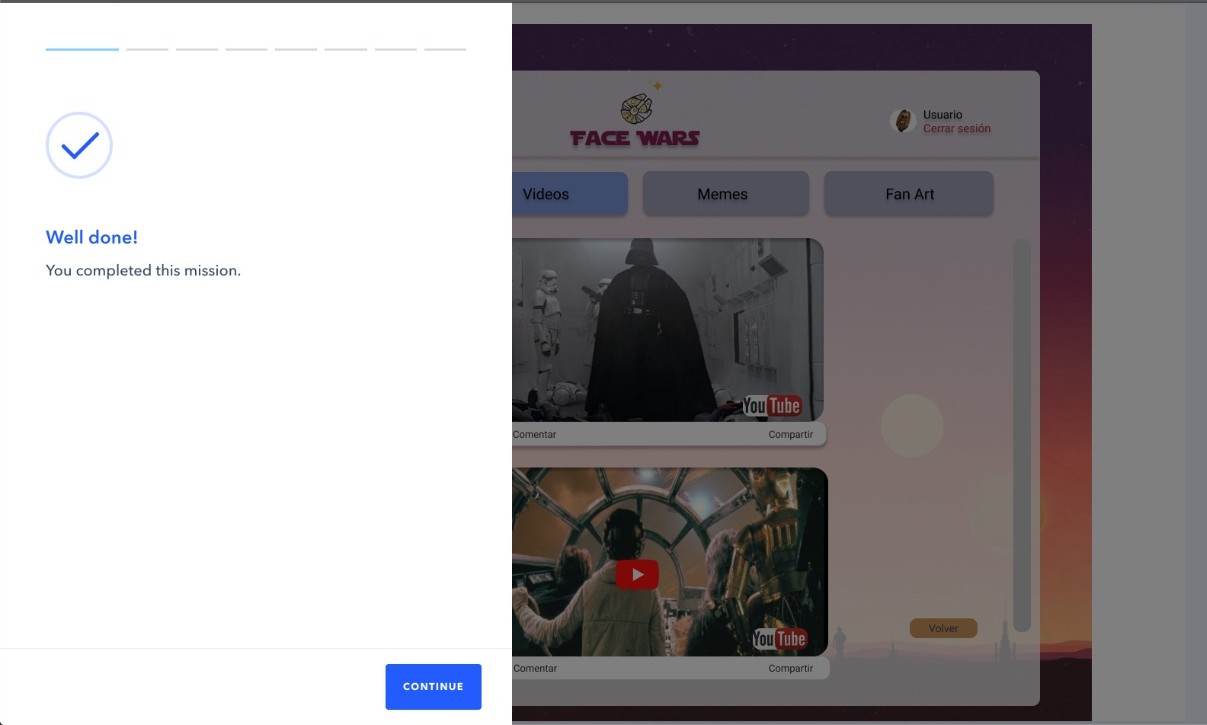 Well done!
You completed this mission.
CONTINUE
FACE WARS
Usuario
Cerrar sesión
Videos
Memes
Fan Art
YouTube
Comentar
Compartir
YouTube
Comentar
Compartir
Volver